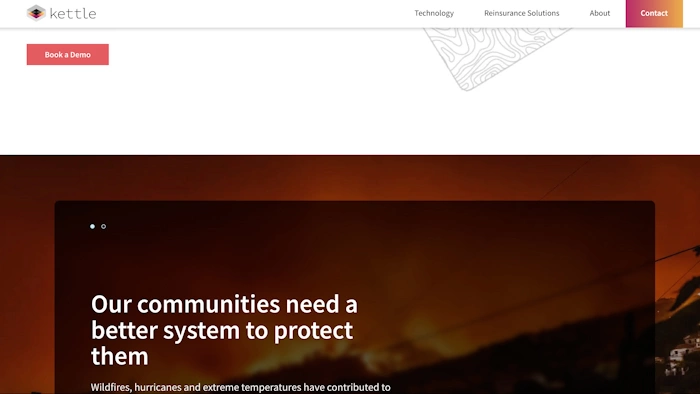 kettle
Technology
Reinsurance Solutions
About
Contact
Book a Demo
Our communities need a
better system to protect
them
Wildfires, hurricanes and extreme temperatures have contributed to